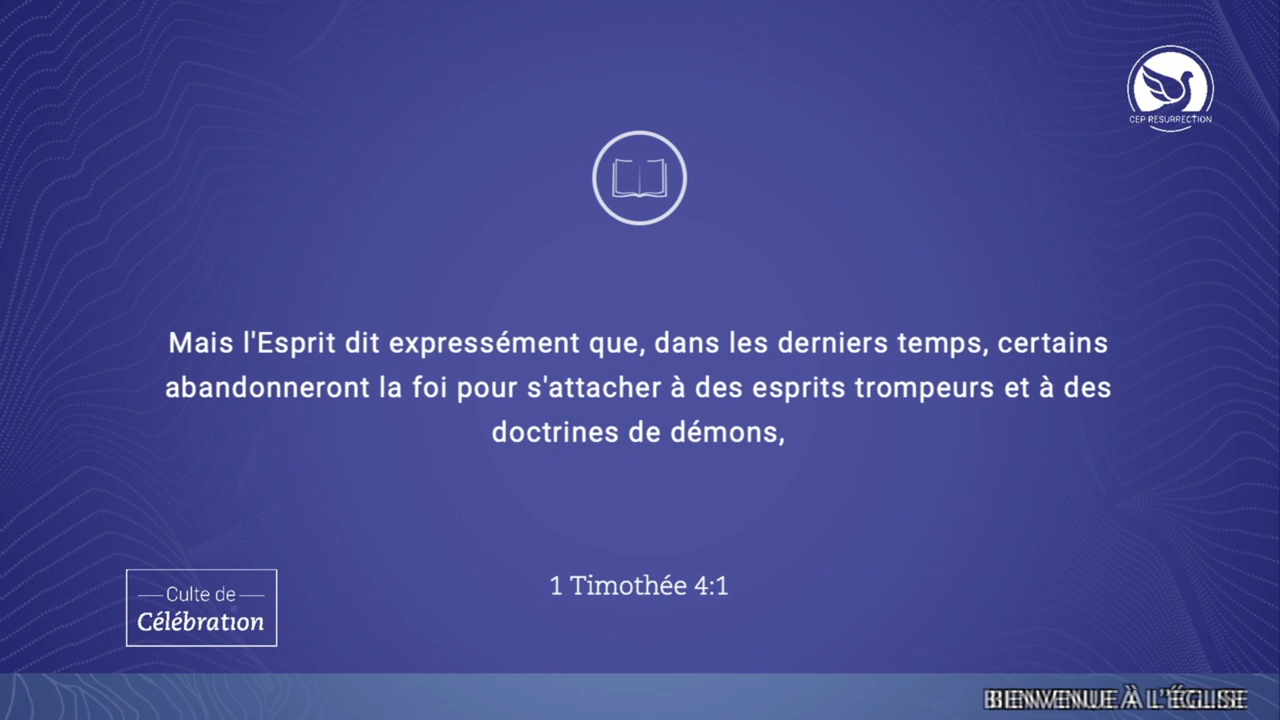 CEP RESURRECTION
Mais l'Esprit dit expressément que, dans les derniers temps, certains
abandonneront la foi pour s'attacher à des esprits trompeurs et à des
doctrines de démons,
1 Timothée 4:1
Culte de
Célébration
BIENVENUE À L'ÉGLISE